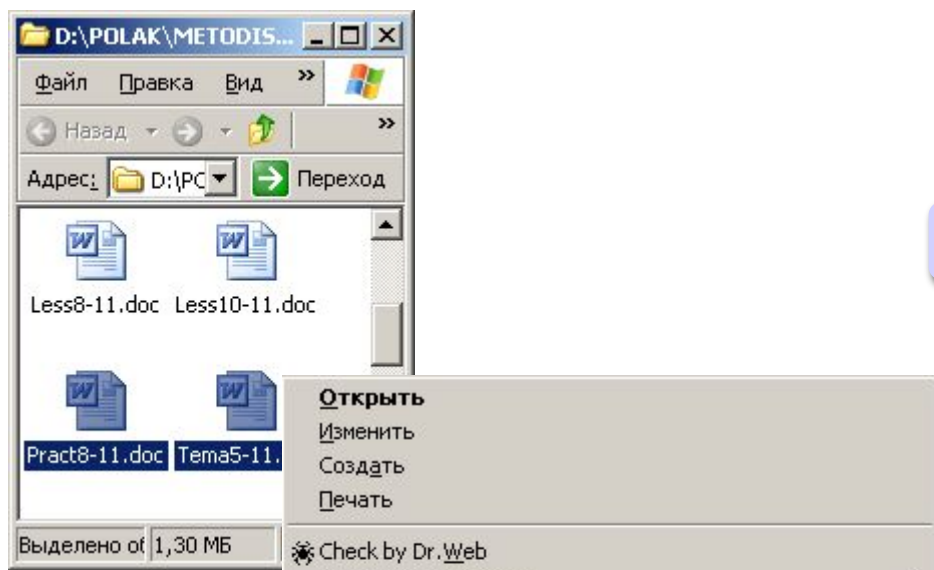 D:\POLAK\METODIS...
Файл Правка Вид »
Назад »
Адрес: D:\PC Переход
Less8-11.doc Less10-11.doc
Pract8-11.doc Tema5-11.
Открыть
Изменить
Создать
Печать
Выделено об 1,30 МБ
Check by Dr.Web